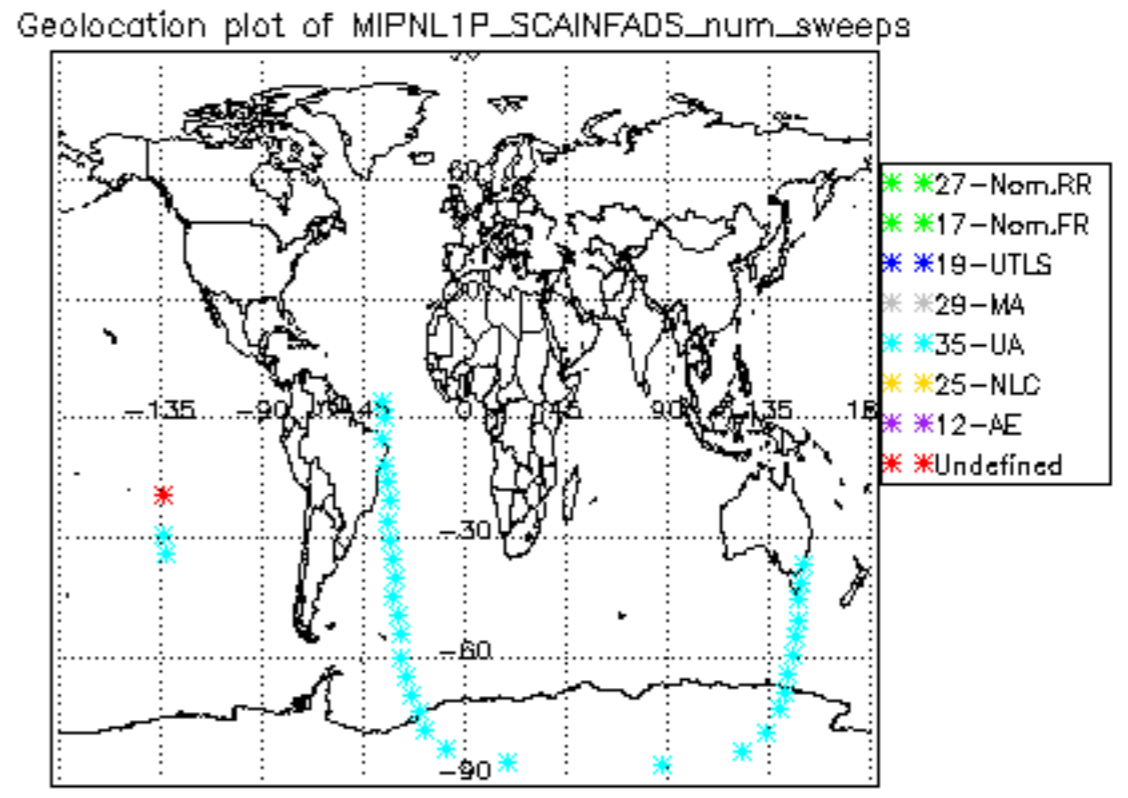 Geolocation plot of MIPNL1P_SCAINFADS_num_sweeps
60
27-Nom.RR
17-Nom.FR
19-UTLS
29-MA
35-UA
25-NLC
-135 -90 0 45 90 135
12-AE
Undefined
-30
-60
-90